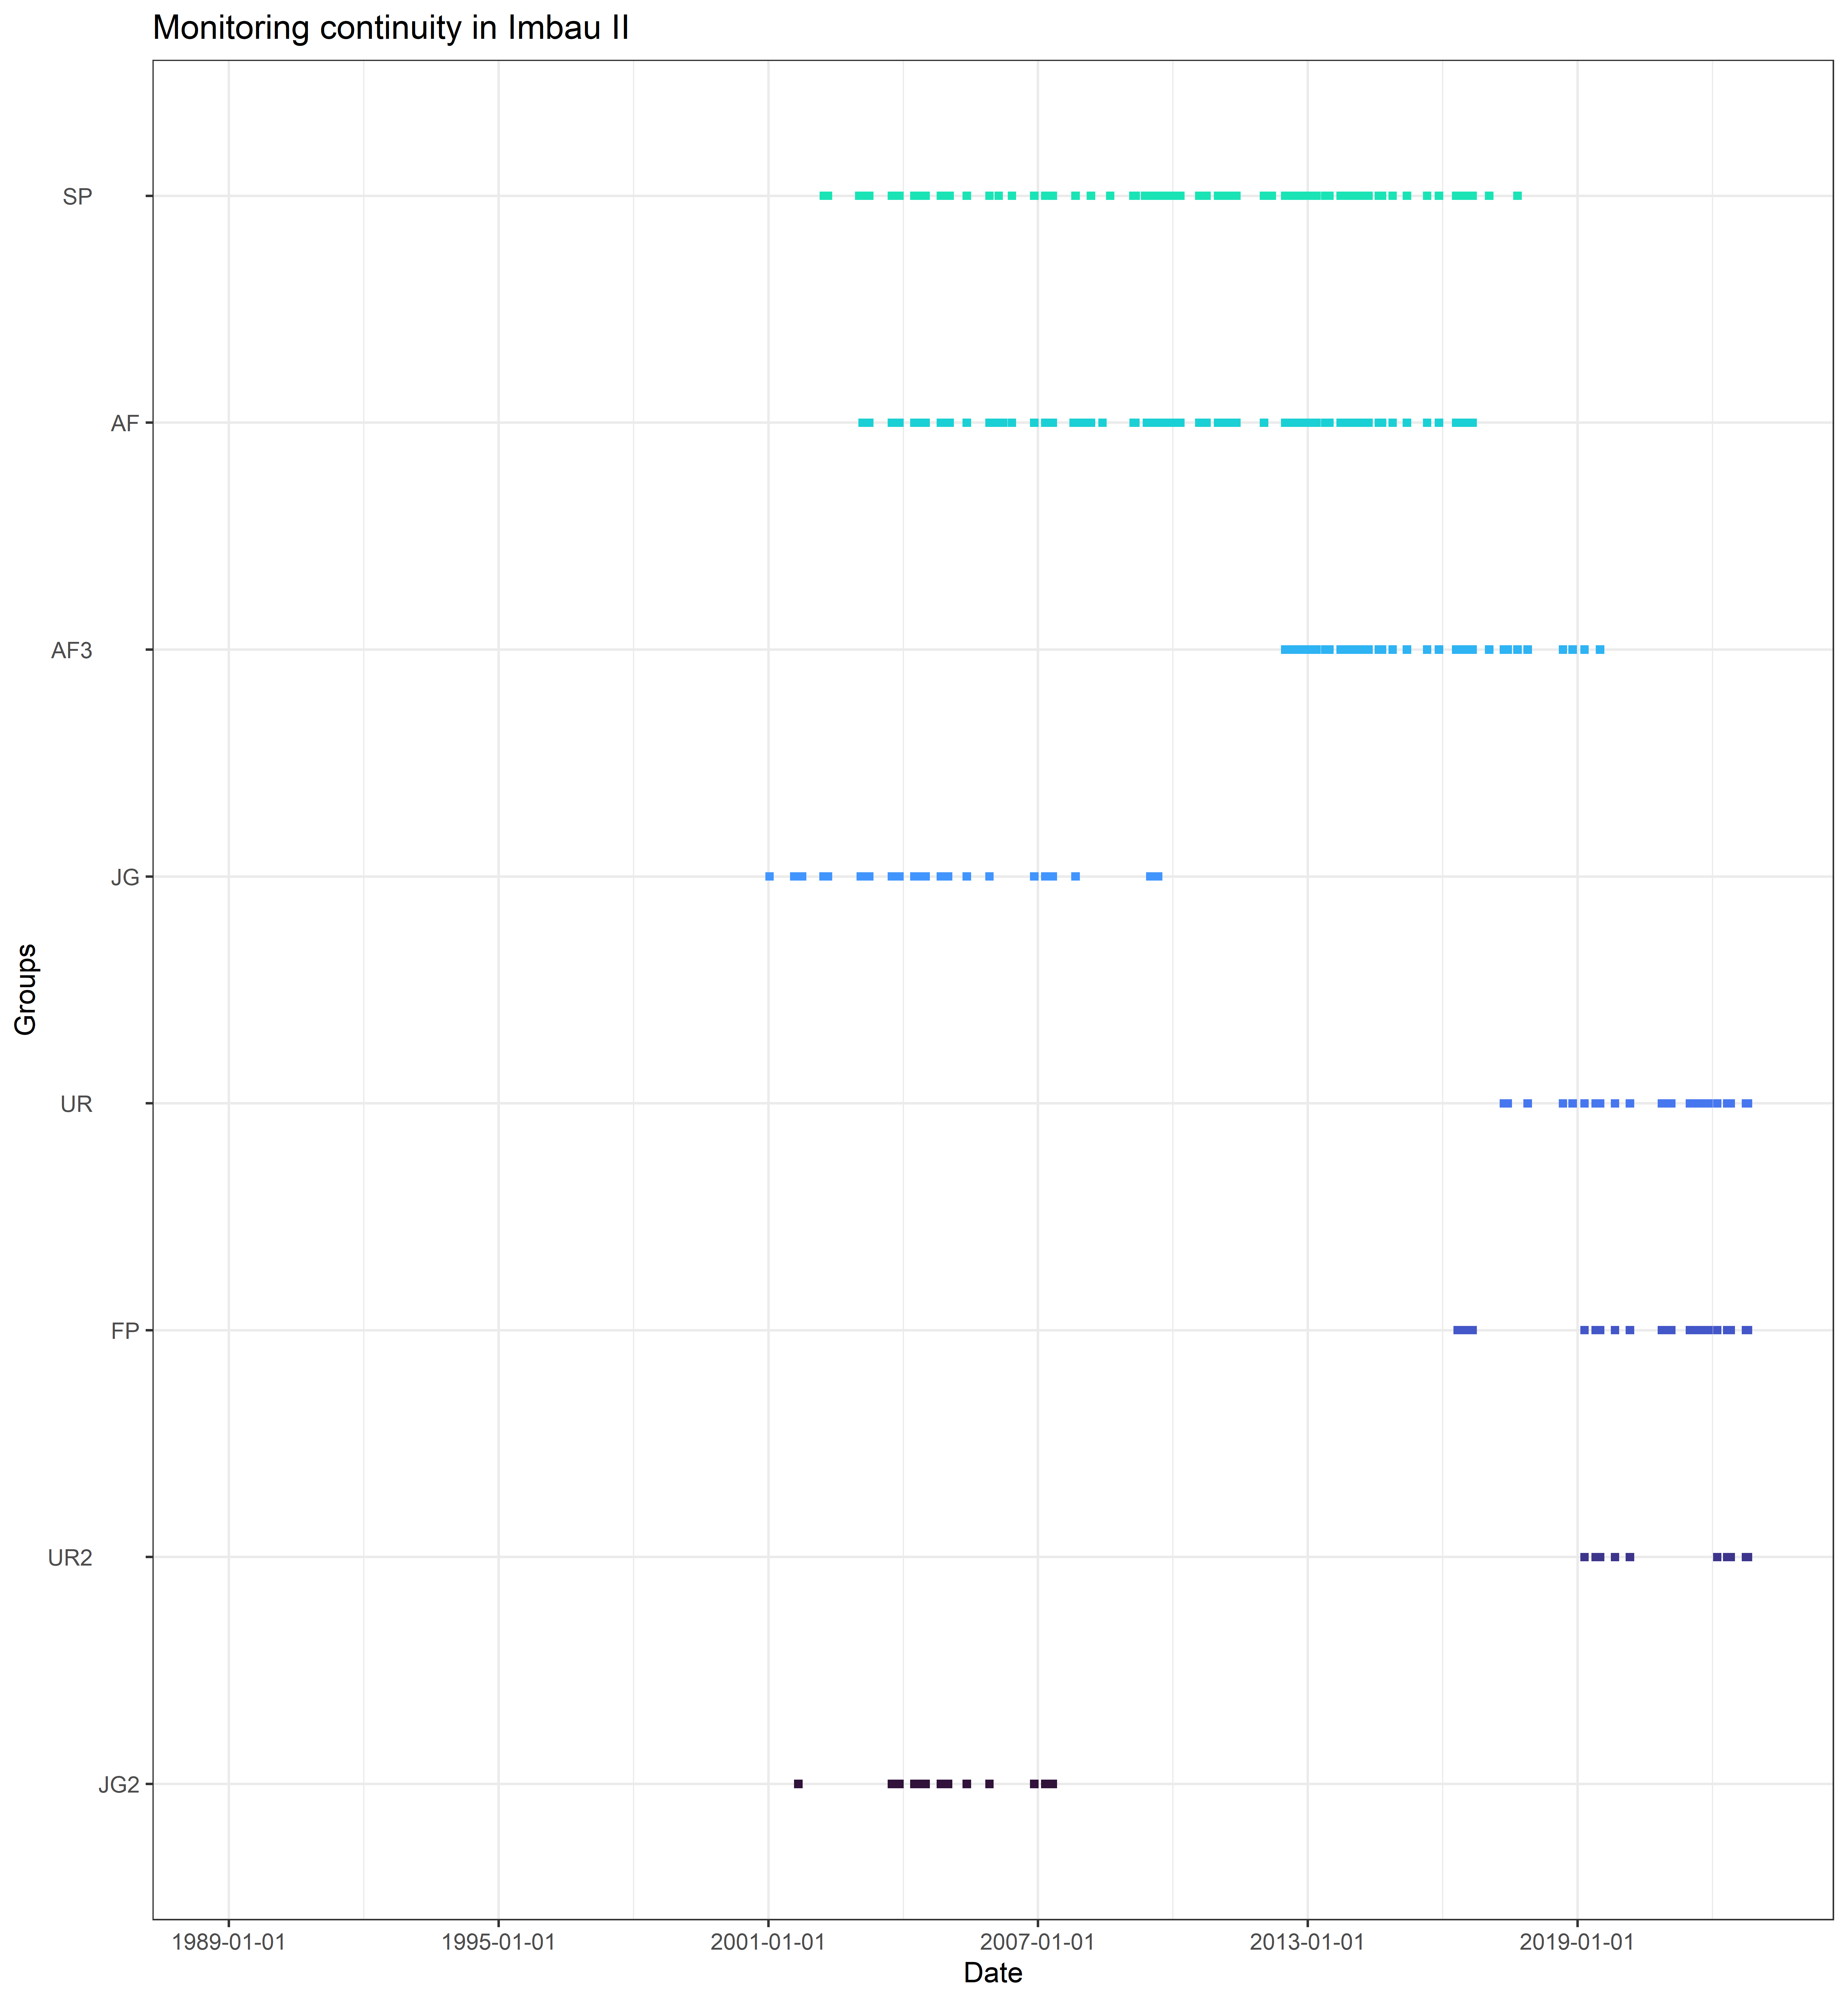 Monitoring continuity in Imbau II
SP
AF
AF3
JG
UR
FP
UR2
JG2
Groups
1989-01-01 1995-01-01 2001-01-01 2007-01-01 2013-01-01 2019-01-01
Date